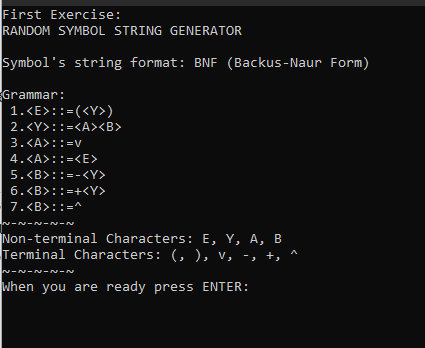 First Exercise:
RANDOM SYMBOL STRING GENERATOR
Symbol's string format: BNF (Backus-Naur Form)
Grammar:
1.<E>::=(<Y>)
2.<Y>::=<A><B>
3.<A>::=v
4.<A>::=<E>
5.<B>::=-<Y>
6.<B>::=+<Y>
7.<B>::=^
~-~-~-~-~
Non-terminal Characters: E, Y, A, B
Terminal Characters: (, ), v, -, +, ^
~-~-~-~-~
When you are ready press ENTER: